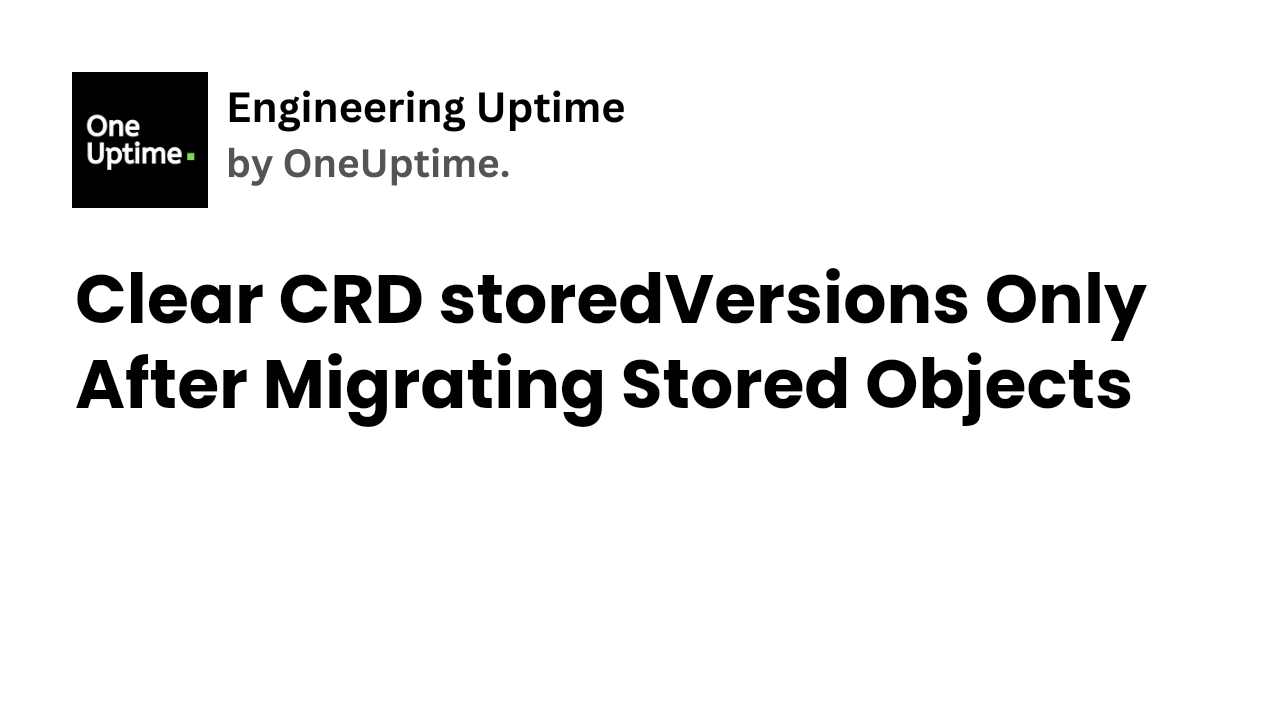 One
Uptime.
Engineering Uptime
by OneUptime.
Clear CRD storedVersions Only
After Migrating Stored Objects